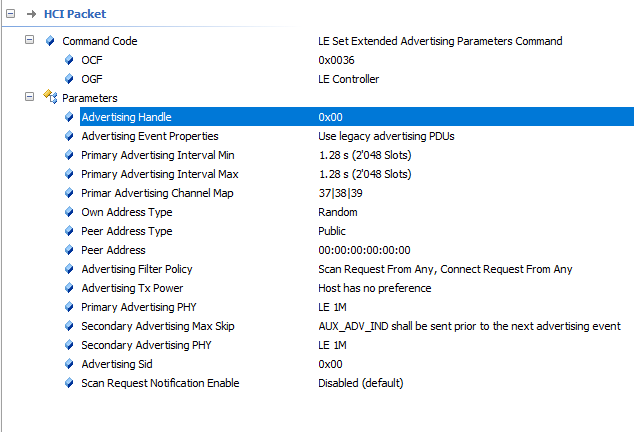 HCI Packet
Command Code LE Set Extended Advertising Parameters Command
OCF 0x0036
OGF LE Controller
Parameters
Advertising Handle 0x00
Advertising Event Properties Use legacy advertising PDUs
Primary Advertising Interval Min 1.28 s (2'048 Slots)
Primary Advertising Interval Max 1.28 s (2'048 Slots)
Primar Advertising Channel Map 37|38|39
Own Address Type Random
Peer Address Type Public
Peer Address 00:00:00:00:00:00
Advertising Filter Policy Scan Request From Any, Connect Request From Any
Advertising Tx Power Host has no preference
Primary Advertising PHY LE 1M
Secondary Advertising Max Skip AUX_ADV_IND shall be sent prior to the next advertising event
Secondary Advertising PHY LE 1M
Advertising Sid 0x00
Scan Request Notification Enable Disabled (default)